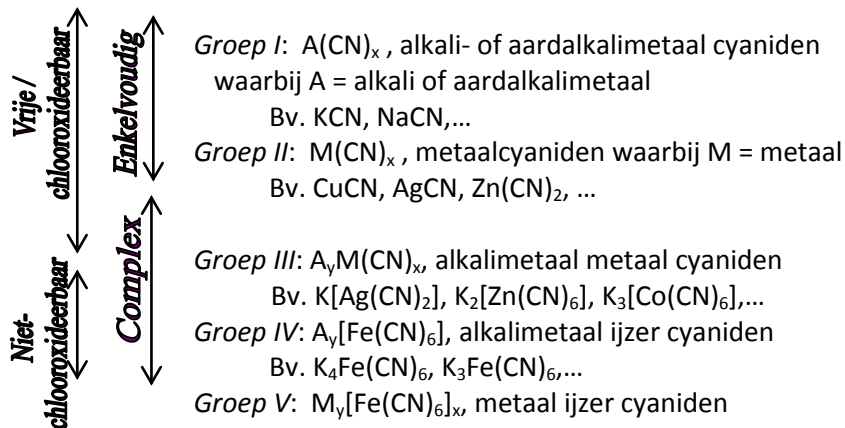 Vrije /
chlooroxideerbaar
Niet-
chlooroxideerbaar
Enkelvoudig
Complex
Groep I: A(CN)ₓ , alkali- of aardalkalimetaal cyaniden
waarbij A = alkali of aardalkalimetaal
Bv. KCN, NaCN,…
Groep II: M(CN)ₓ , metaalcyaniden waarbij M = metaal
Bv. CuCN, AgCN, Zn(CN)₂, …
Groep III: AᵧM(CN)ₓ, alkalimetaal metaal cyaniden
Bv. K[Ag(CN)₂], K₂[Zn(CN)₆], K₃[Co(CN)₆],…
Groep IV: Aᵧ[Fe(CN)₆], alkalimetaal ijzer cyaniden
Bv. K₄Fe(CN)₆, K₃Fe(CN)₆,…
Groep V: Mᵧ[Fe(CN)₆]ₓ, metaal ijzer cyaniden